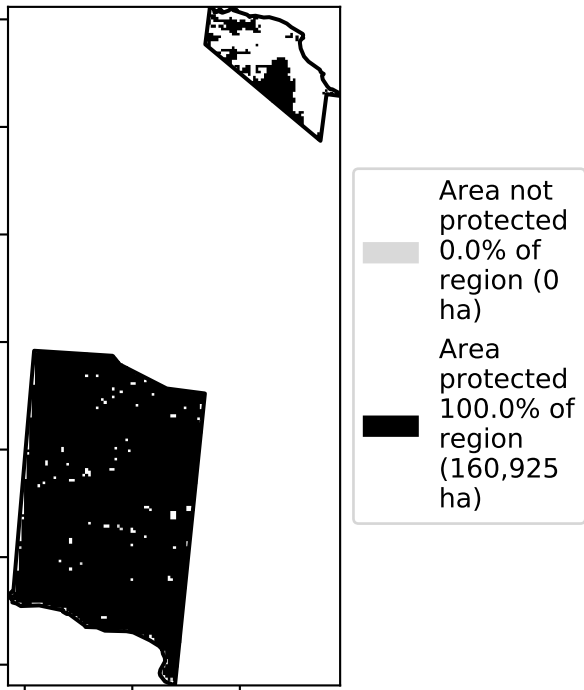 Area not
protected
0.0% of
region (0
ha)
Area
protected
100.0% of
region
(160,925
ha)